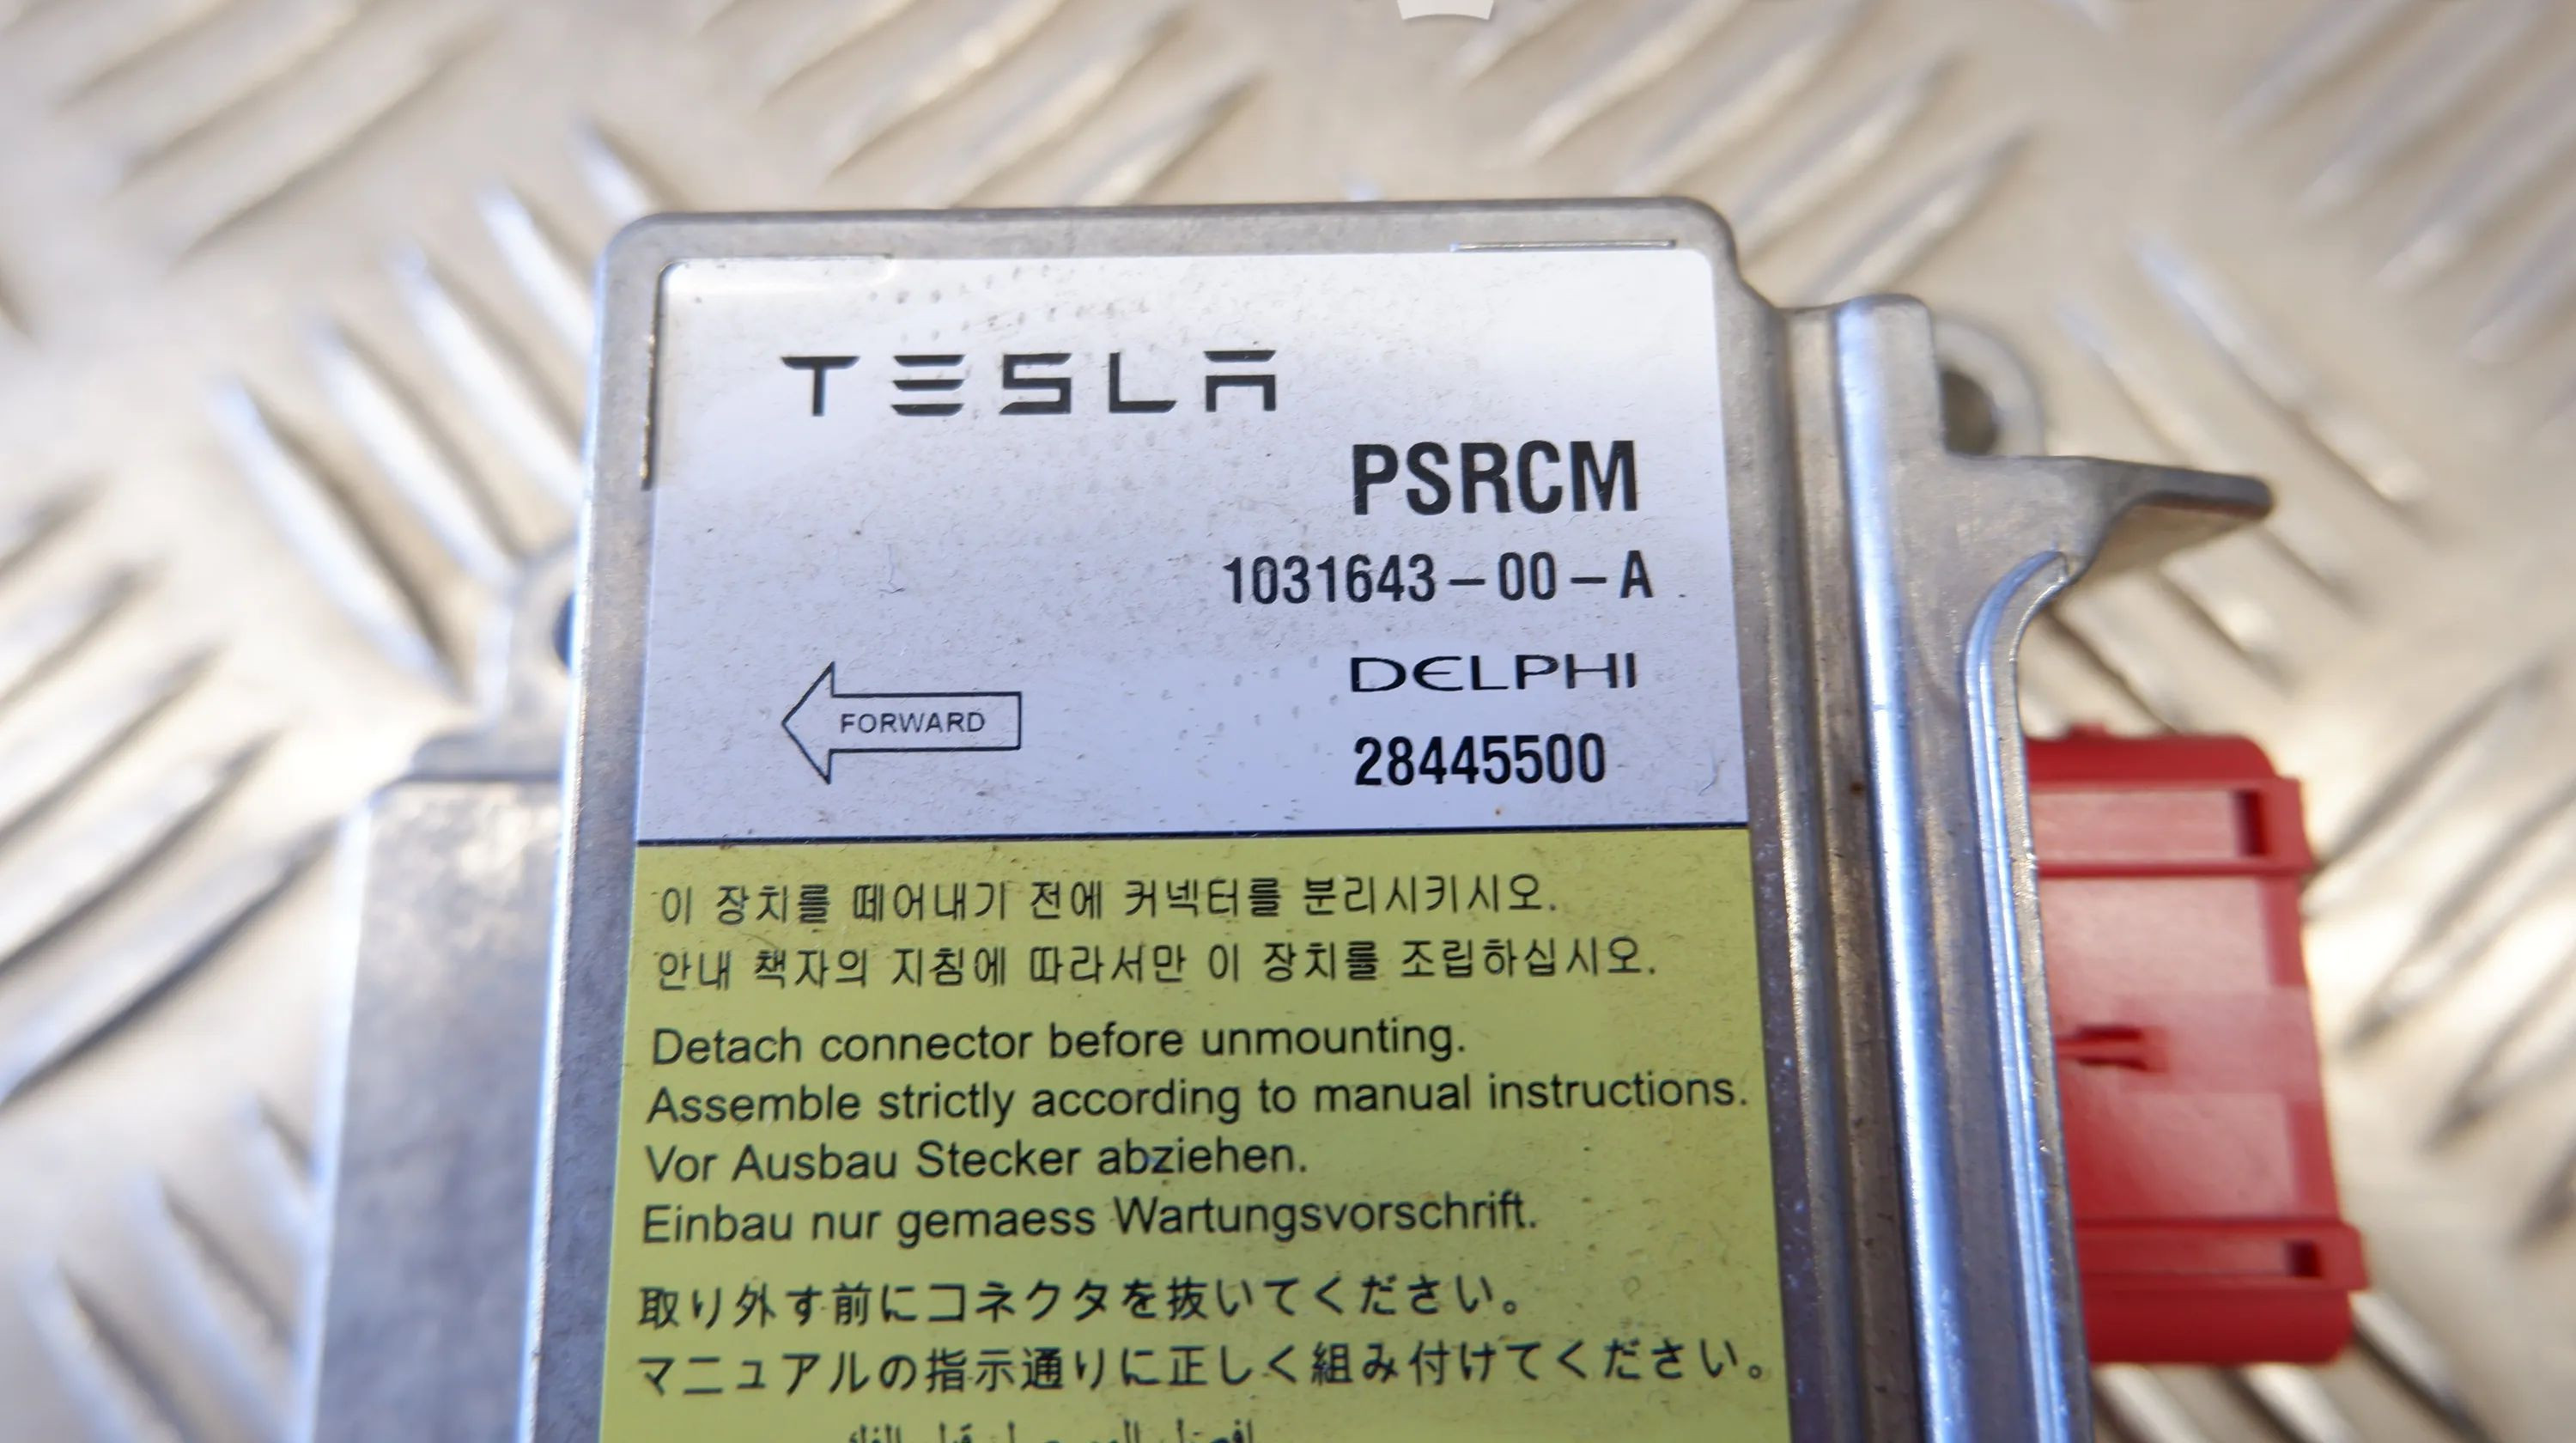 TESLA
PSRCM
1031643-00-A
DELPHI
FORWARD
28445500
이 장치를 떼어내기 전에 커넥터를 분리시키시오.
안내 책자의 지침에 따라서만 이 장치를 조립하십시오.
Detach connector before unmounting.
Assemble strictly according to manual instructions.
Vor Ausbau Stecker abziehen.
Einbau nur gemaess Wartungsvorschrift.
取り外す前にコネクタを抜いてください。
マニュアルの指示通りに正しく組み付けてください。